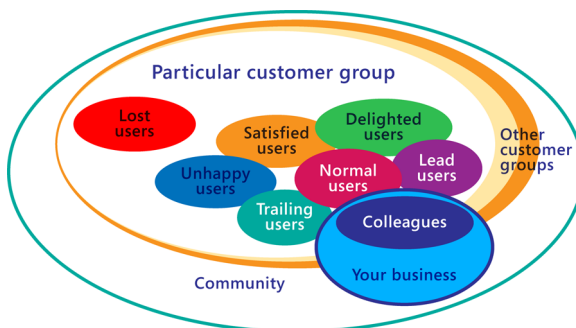 Particular customer group
Lost
users
Satisfied
users
Delighted
users
Other
customer
groups
Unhappy
users
Normal
users
Lead
users
Trailing
users
Colleagues
Community
Your business